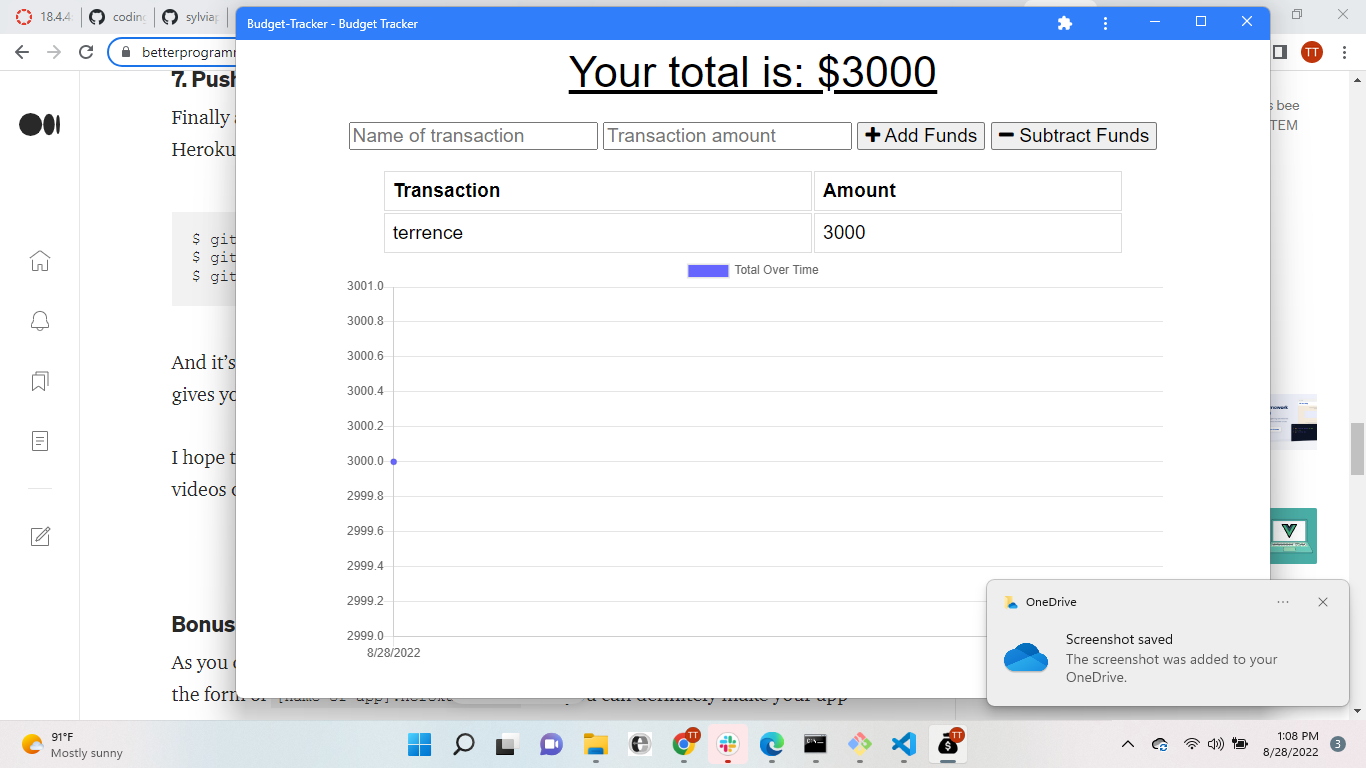 18.4.4
coding
sylviap
Budget-Tracker - Budget Tracker
betterprogramm
TT
Your total is: $3000
7. Push
Finally
Heroku
Name of transaction
Transaction amount
Add Funds
Subtract Funds
Transaction
Amount
terrence
3000
$ git
$ git
$ git
Total Over Time
3001.0
3000.8
3000.6
3000.4
3000.2
3000.0
2999.8
2999.6
2999.4
2999.2
2999.0
8/28/2022
And it's
gives yo
I hope t
videos
Bonus
As you
the form of
can definitely make your app
s bee
TEM
OneDrive
Screenshot saved
The screenshot was added to your
OneDrive.
91°F
Mostly sunny
TT
TT
1:08 PM
8/28/2022
3